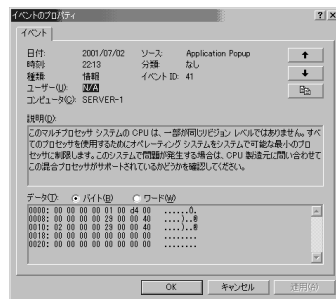 イベントのプロパティ
イベント
日付: 2001/07/02 ソース: Application Popup
時刻: 22:13 分類: なし
種類: 情報 イベント ID: 41
ユーザー(U): N/A
コンピュータ(C): SERVER-1
説明(D):
このマルチプロセッサ システムの CPU は、一部が同じリビジョン レベルではありません。すべ
てのプロセッサを使用するためにオペレーティング システムをシステムで可能な最小のプロ
セッサに制限します。このシステムで問題が発生する場合は、CPU 製造元に問い合わせて
この混合プロセッサがサポートされているかどうかを確認してください。
データ(T): バイト(B) ワード(W)
0000: 00 00 00 00 01 00 d4 00 ......Ô.
0008: 00 00 00 00 29 00 00 40 ....)..@
0010: 02 00 00 00 29 00 00 40 ....)..@
0018: 00 00 00 00 00 00 00 00 ........
0020: 00 00 00 00 00 00 00 00 ........
OK キャンセル 適用(A)